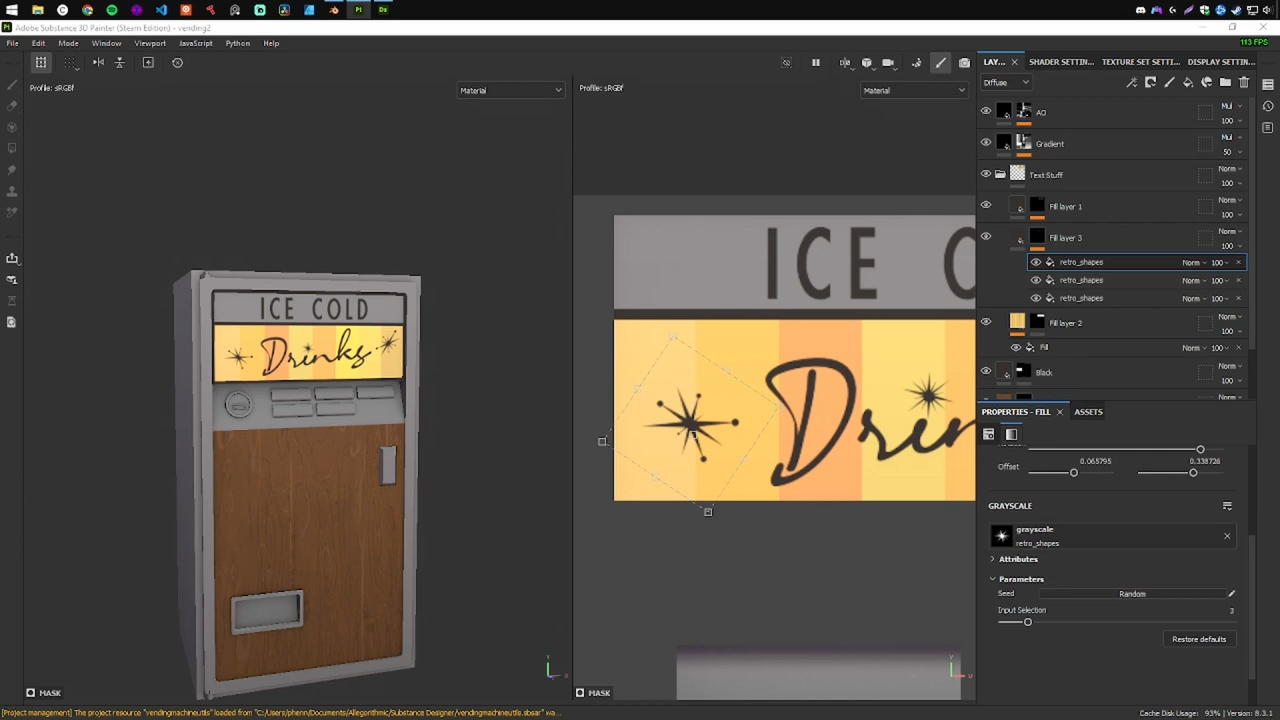 Adobe Substance 3D Painter (Steam Edition) - vending2
File Edit Mode Window Viewport JavaScript Python Help
113 FPS
Profile: sRGBf
Material
Profile: sRGBf
Material
LAY... SHADER SETTIN... TEXTURE SET SETTI... DISPLAY SETTIN...
Diffuse
AO Mul 100
Gradient Mul 50
Text Stuff Norm 100
Fill layer 1 Norm 100
Fill layer 3 Norm 100
retro_shapes Norm 100
retro_shapes Norm 100
retro_shapes Norm 100
Fill layer 2 Norm 100
Fill Norm 100
Black Norm 100
PROPERTIES - FILL ASSETS
Offset 0.065795 0.338726
GRAYSCALE
grayscale
retro_shapes
Attributes
Parameters
Seed Random
Input Selection 3
Restore defaults
ICE COLD
Drinks
ICE C
Drin
MASK
MASK
[Project management] The project resource "vendingmachineutils" loaded from "C:/Users/phenn/Documents/Allegorithmic/Substance Designer/vendingmachineutils.sbsar" wa...
Cache Disk Usage: 93% | Version: 8.3.1